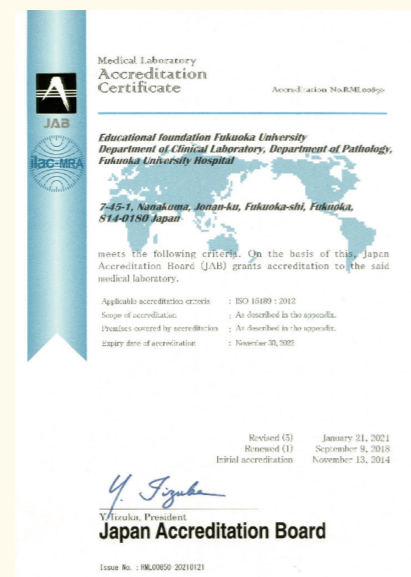 Medical Laboratory
Accreditation
Certificate
Accreditation No.RML00850
JAB
ilac-MRA
Educational foundation Fukuoka University
Department of Clinical Laboratory, Department of Pathology,
Fukuoka University Hospital
7-45-1, Nanakuma, Jonan-ku, Fukuoka-shi, Fukuoka,
814-0180 Japan
meets the following criteria. On the basis of this, Japan
Accreditation Board (JAB) grants accreditation to the said
medical laboratory.
Applicable accreditation criteria : ISO 15189 : 2012
Scope of accreditation : As described in the appendix.
Premises covered by accreditation : As described in the appendix.
Expiry date of accreditation : November 30, 2022
Revised (5) January 21, 2021
Renewed (1) September 9, 2018
Initial accreditation November 13, 2014
Y. Iizuka
Y. Iizuka, President
Japan Accreditation Board
Issue No. : RML00850-20210121